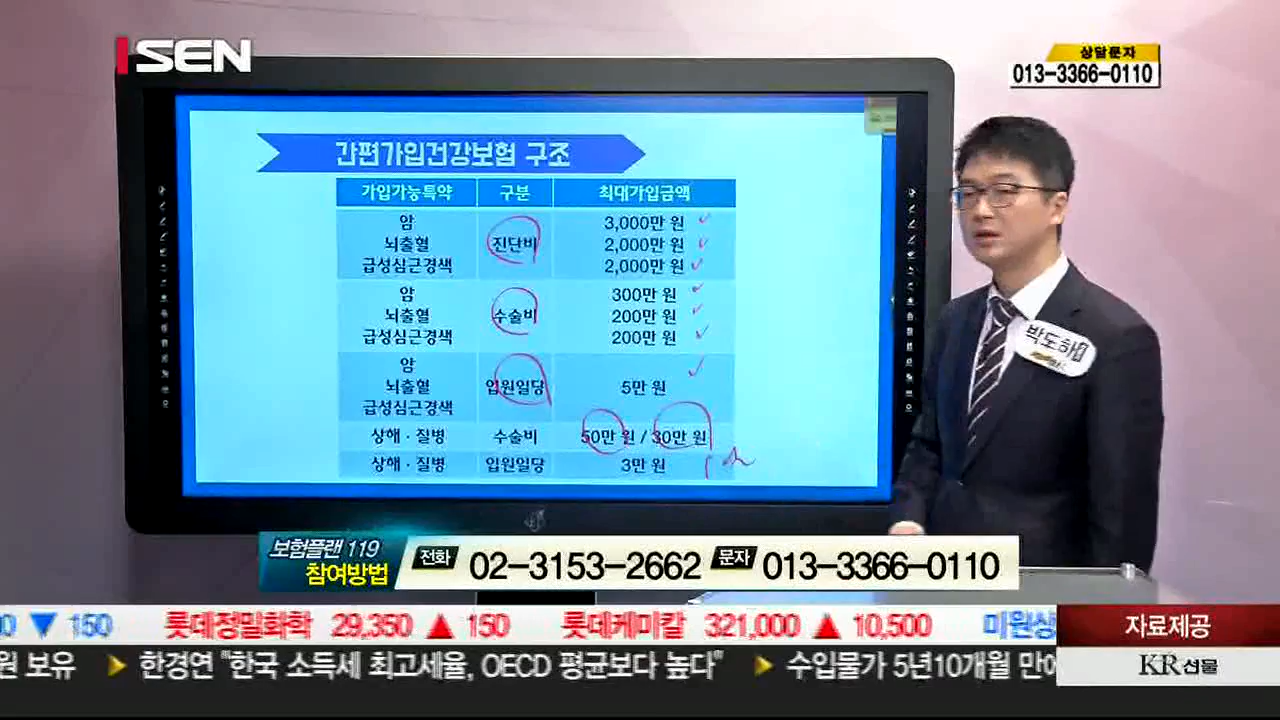 SEN
상담문자
013-3366-0110
간편가입건강보험 구조
가입가능특약 구분 최대가입금액
암 3,000만 원
뇌출혈 진단비 2,000만 원
급성심근경색 2,000만 원
암 300만 원
뇌출혈 수술비 200만 원
급성심근경색 200만 원
암
뇌출혈 입원일당 5만 원
급성심근경색
상해·질병 수술비 50만 원 / 30만 원
상해·질병 입원일당 3만 원
박도하
보험플랜 119
참여방법
전화 02-3153-2662 문자 013-3366-0110
0 ▼ 150 롯데정밀화학 29,350 ▲ 150 롯데케미칼 321,000 ▲ 10,500 미원상
자료제공
원 보유 ▶ 한경연 "한국 소득세 최고세율, OECD 평균보다 높다" ▶ 수입물가 5년10개월 만에
KR선물